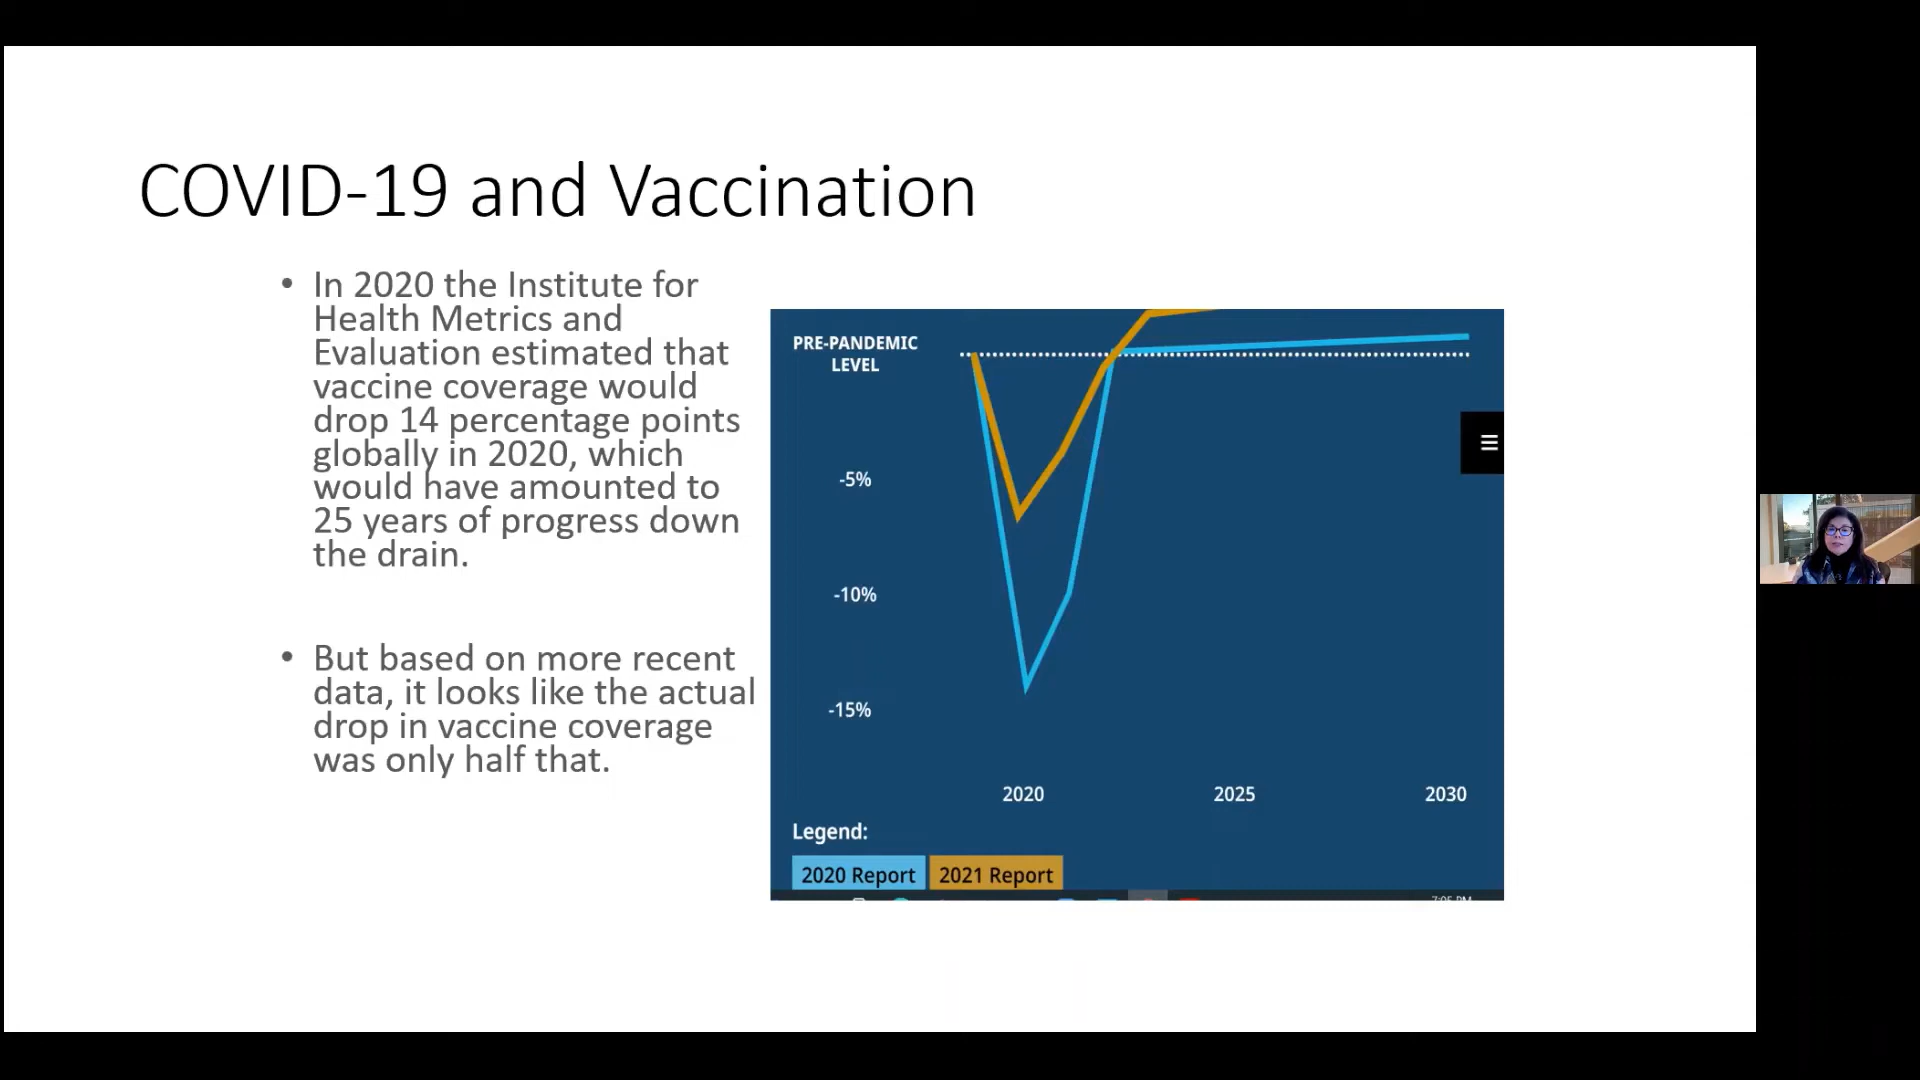 COVID-19 and Vaccination
• In 2020 the Institute for
Health Metrics and
Evaluation estimated that
vaccine coverage would
drop 14 percentage points
globally in 2020, which
would have amounted to
25 years of progress down
the drain.
• But based on more recent
data, it looks like the actual
drop in vaccine coverage
was only half that.
PRE-PANDEMIC
LEVEL
-5%
-10%
-15%
2020 2025 2030
Legend:
2020 Report 2021 Report
7:05 PM